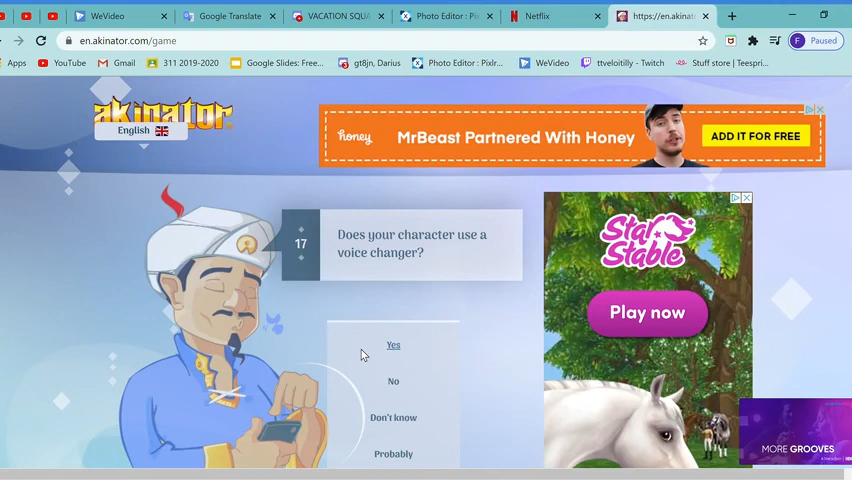 WeVideo
Google Translate
VACATION SQUA
Photo Editor : Pix
Netflix
https://en.akinato
en.akinator.com/game
F
Paused
Apps
YouTube
Gmail
311 2019-2020
Google Slides: Free...
gt8jn, Darius
Photo Editor : Pixlr...
WeVideo
ttveloitilly - Twitch
Stuff store | Teespri...
akinator
English
honey
MrBeast Partnered With Honey
ADD IT FOR FREE
17
Does your character use a
voice changer?
Yes
No
Don't know
Probably
Star
Stable
Play now
MORE GROOVES